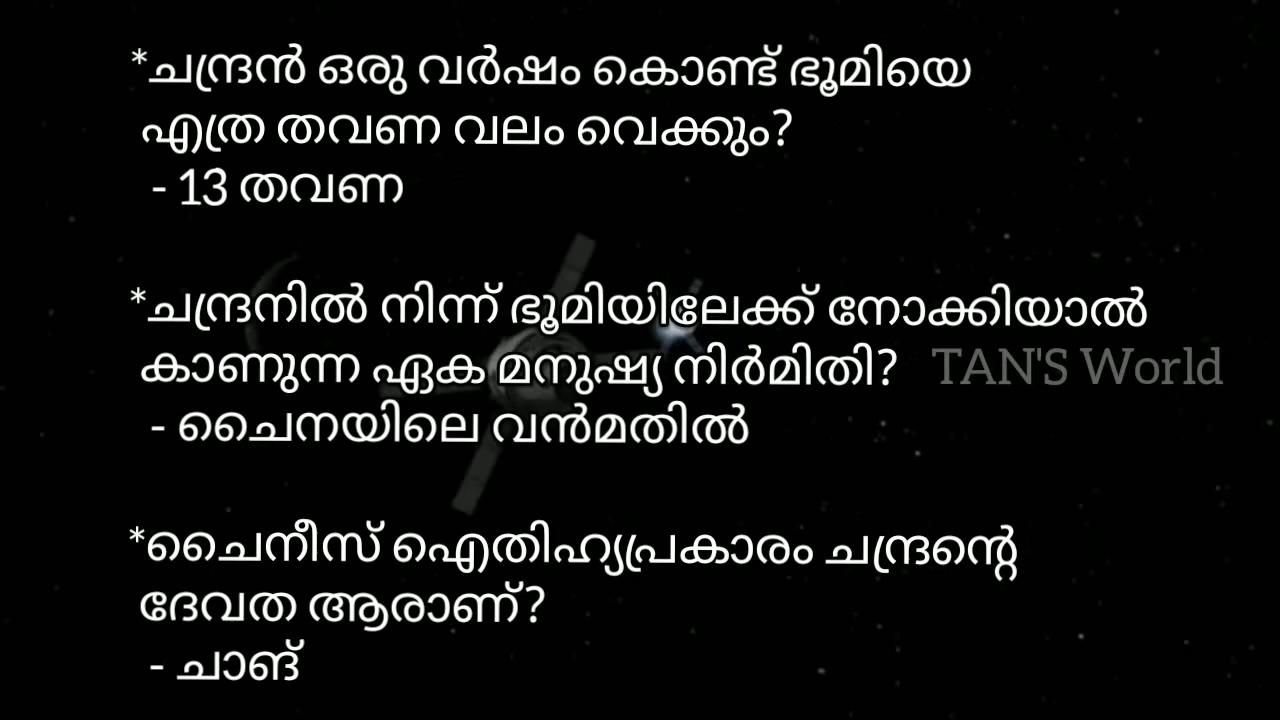 *ചന്ദ്രൻ ഒരു വർഷം കൊണ്ട് ഭൂമിയെ
എത്ര തവണ വലം വെക്കും?
- 13 തവണ
*ചന്ദ്രനിൽ നിന്ന് ഭൂമിയിലേക്ക് നോക്കിയാൽ
കാണുന്ന ഏക മനുഷ്യ നിർമിതി?
TAN'S World
- ചൈനയിലെ വൻമതിൽ
*ചൈനീസ് ഐതിഹ്യപ്രകാരം ചന്ദ്രന്റെ
ദേവത ആരാണ്?
- ചാങ്